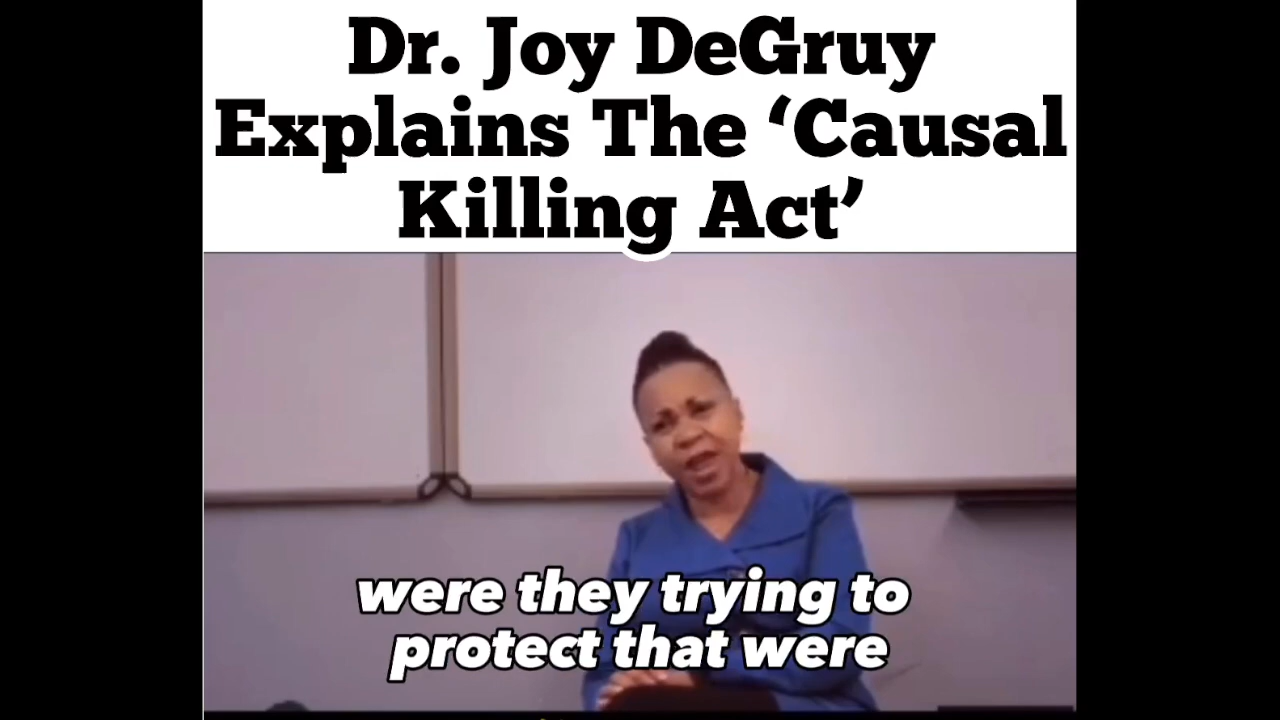 Dr. Joy DeGruy
Explains The ‘Causal
Killing Act’
were they trying to
protect that were